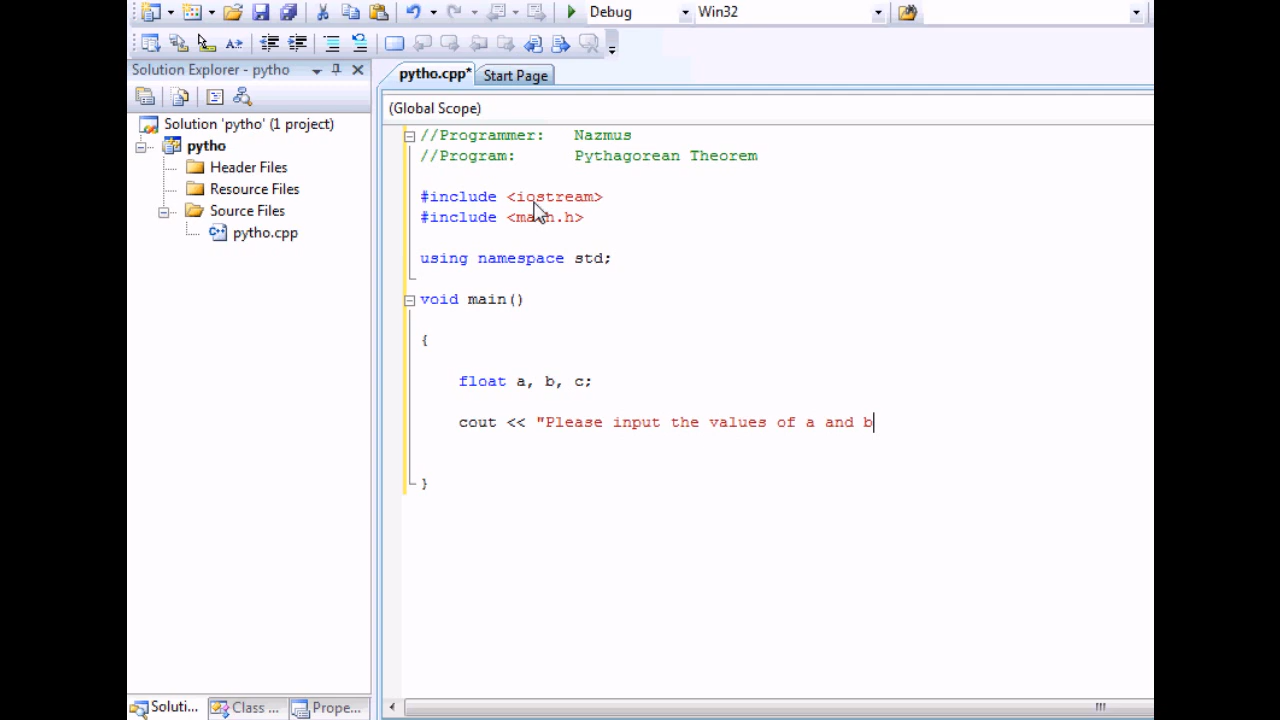 Debug Win32
Solution Explorer - pytho
pytho.cpp* Start Page
(Global Scope)
Solution 'pytho' (1 project)
pytho
Header Files
Resource Files
Source Files
pytho.cpp
//Programmer: Nazmus
//Program: Pythagorean Theorem
#include <iostream>
#include <math.h>
using namespace std;
void main()
{
float a, b, c;
cout << "Please input the values of a and b
}
Soluti... Class ... Prope...